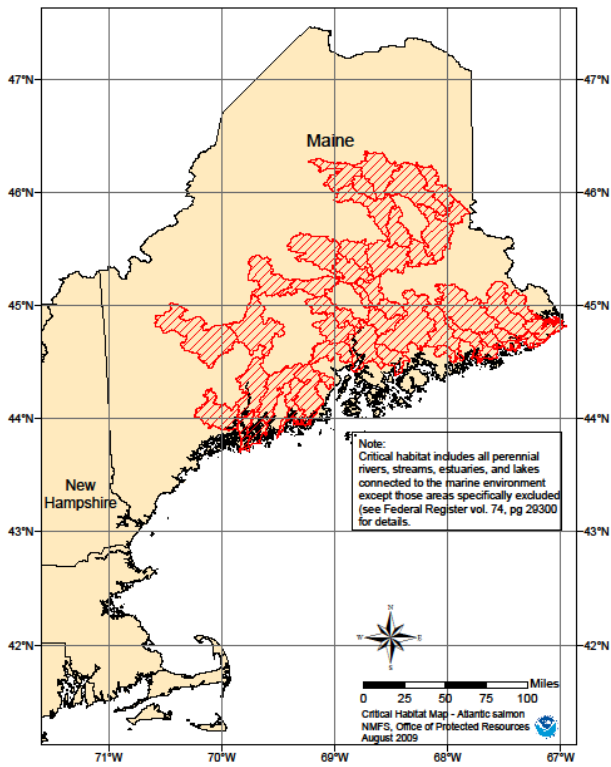 47°N
47°N
Maine
46°N
46°N
45°N
45°N
44°N
44°N
Note:
Critical habitat includes all perennial
rivers, streams, estuaries, and lakes
connected to the marine environment
except those areas specifically excluded
(see Federal Register vol. 74, pg 29300
for details.
New
Hampshire
43°N
43°N
N
W
E
S
42°N
42°N
Miles
0 25 50 75 100
Critical Habitat Map - Atlantic salmon
NMFS, Office of Protected Resources
August 2009
71°W 70°W 69°W 68°W 67°W